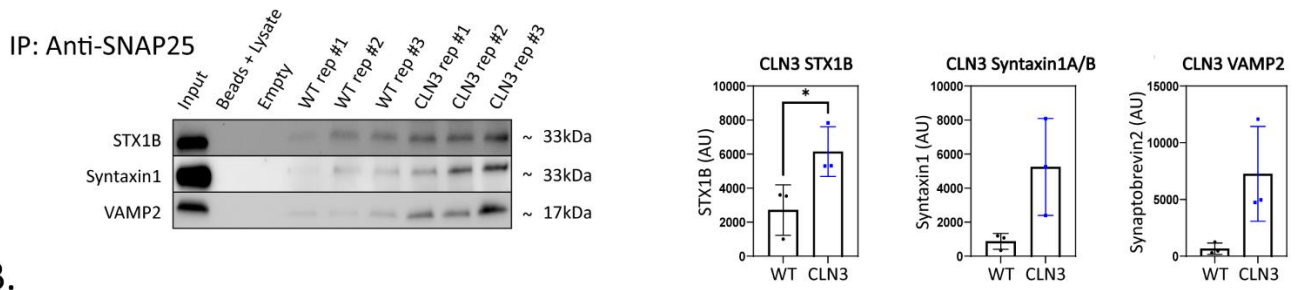 IP: Anti-SNAP25
Input
Beads + Lysate
Empty
WT rep #1
WT rep #2
WT rep #3
CLN3 rep #1
CLN3 rep #2
CLN3 rep #3
STX1B
~ 33kDa
Syntaxin1
~ 33kDa
VAMP2
~ 17kDa
CLN3 STX1B
STX1B (AU)
10000
8000
6000
4000
2000
0
*
WT CLN3
CLN3 Syntaxin1A/B
Syntaxin1 (AU)
10000
8000
6000
4000
2000
0
WT CLN3
CLN3 VAMP2
Synaptobrevin2 (AU)
15000
10000
5000
0
WT CLN3
B.